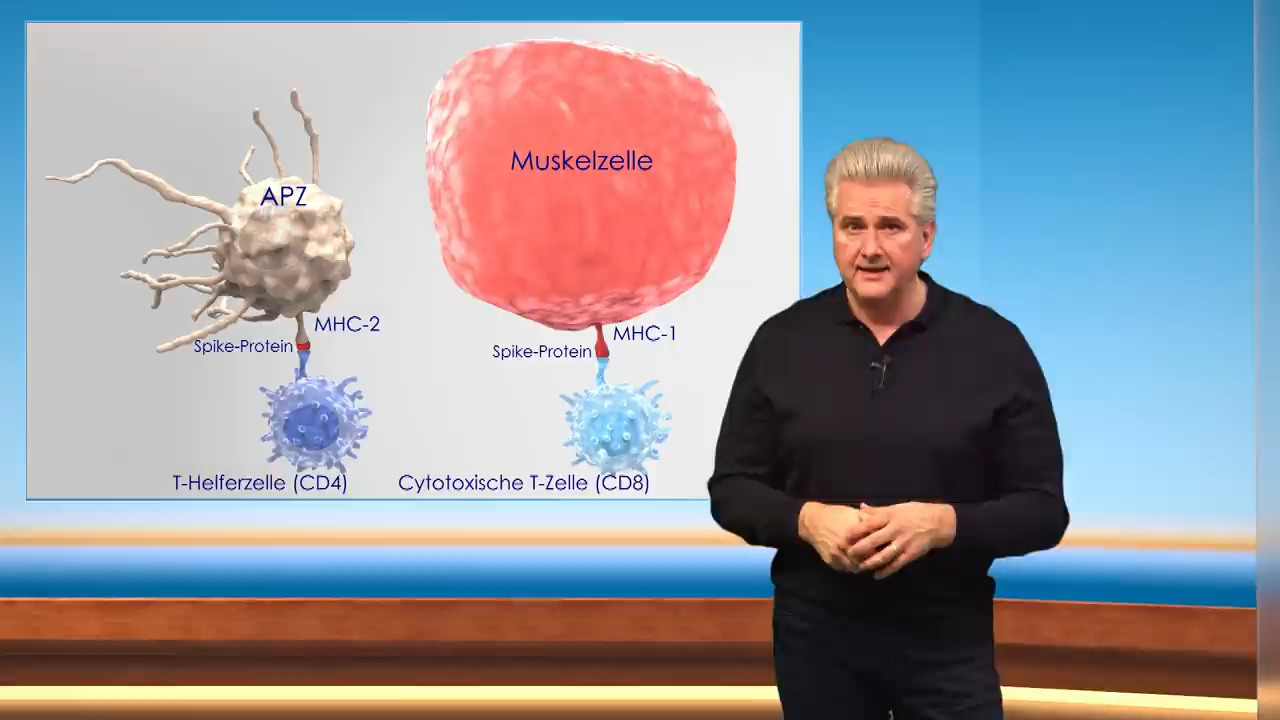 Muskelzelle
APZ
MHC-2
Spike-Protein
MHC-1
Spike-Protein
T-Helferzelle (CD4)
Cytotoxische T-Zelle (CD8)